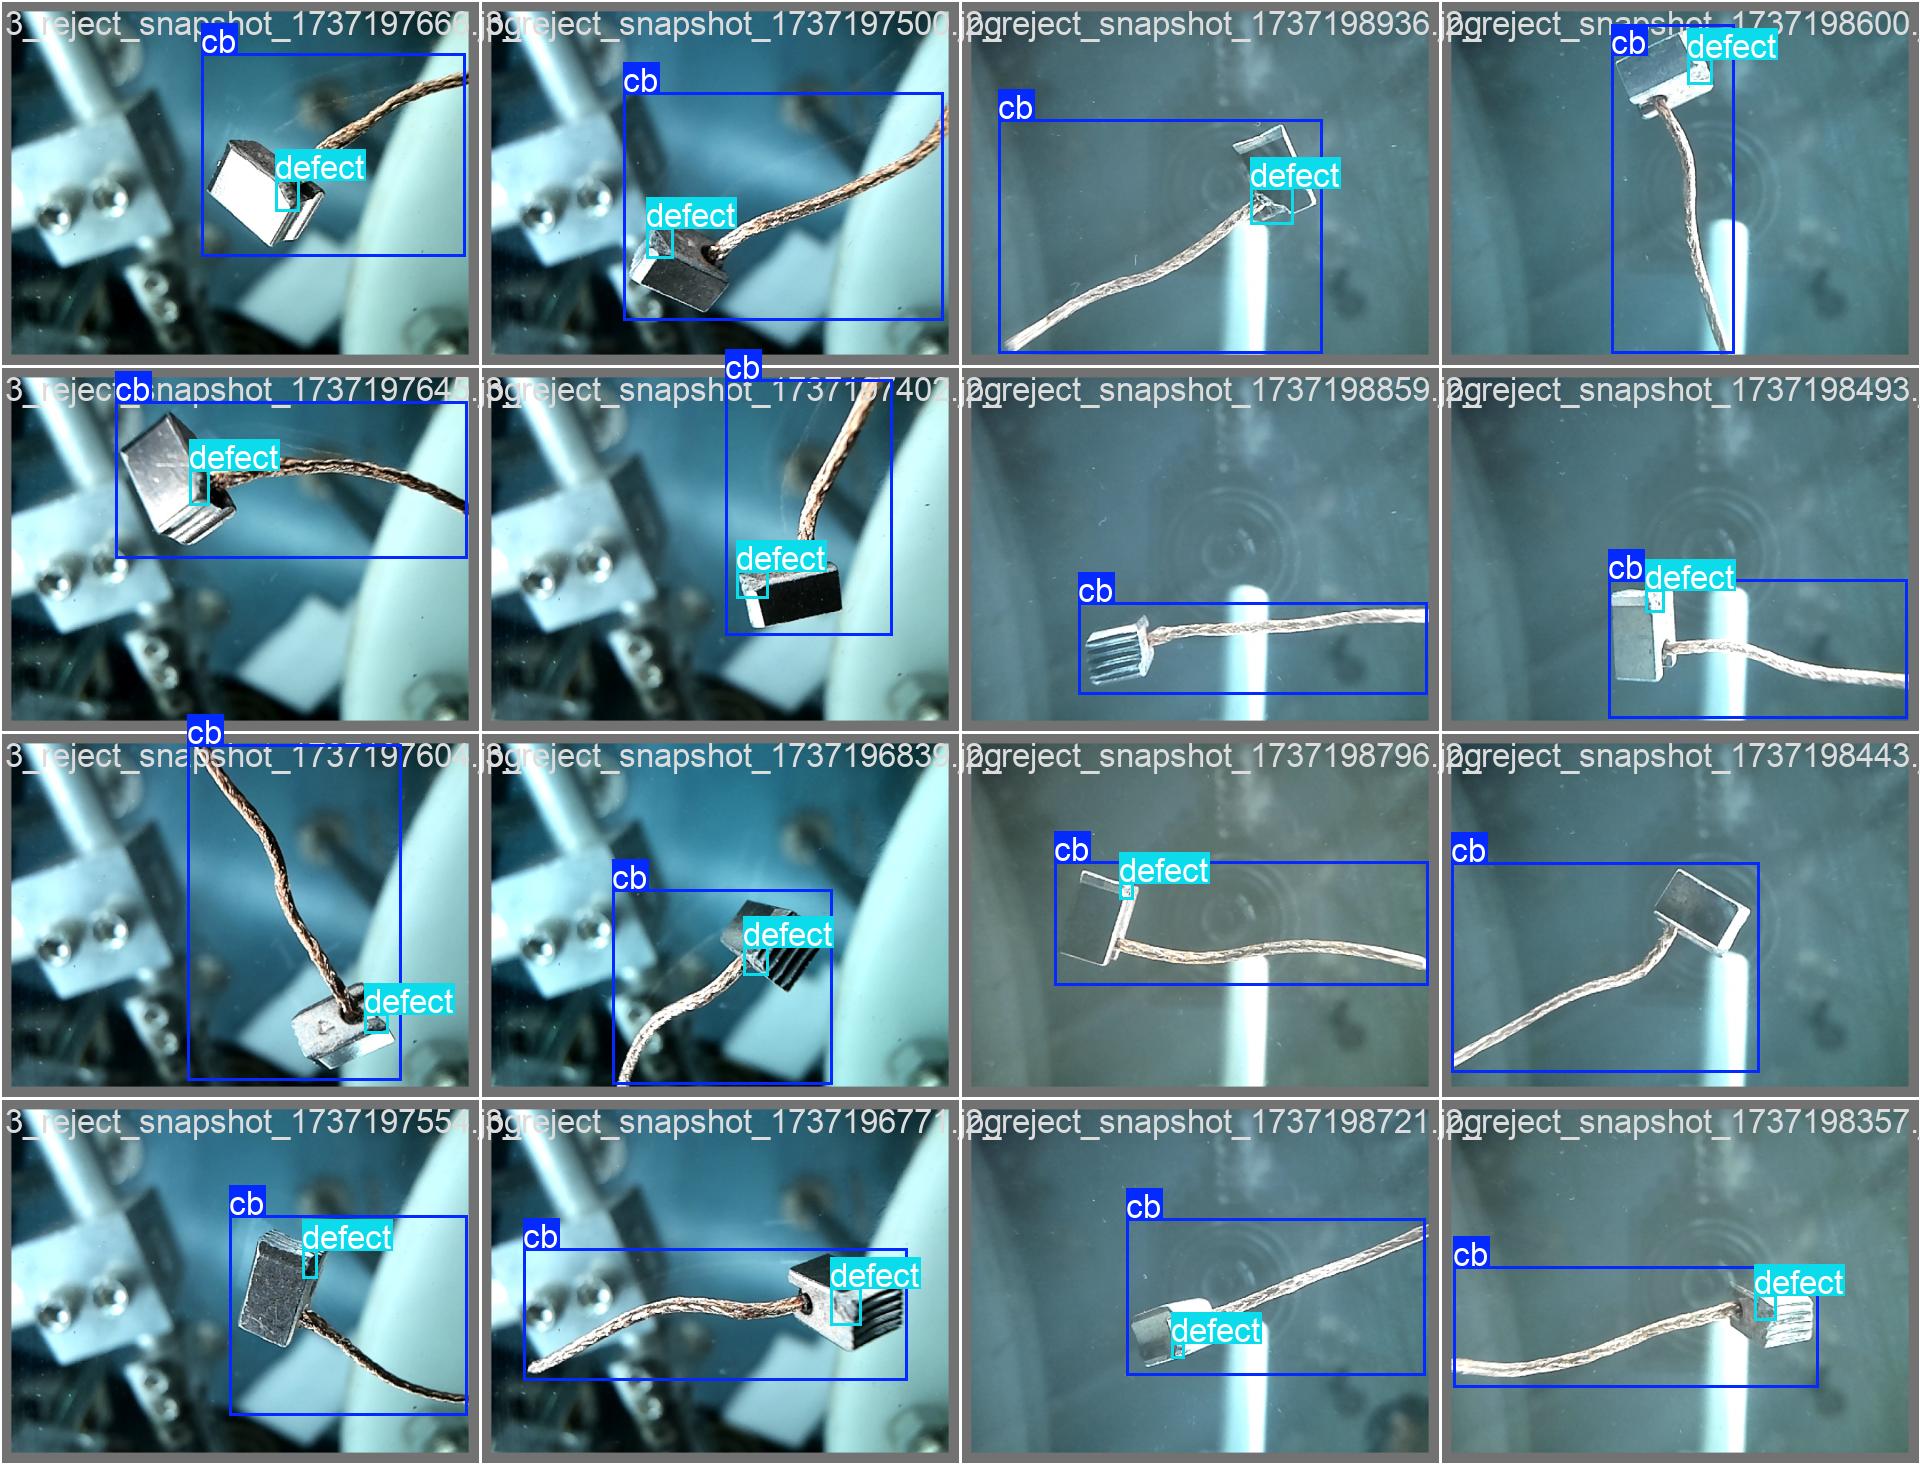 3_reject_snapshot_1737197666.jpg
3_reject_snapshot_1737197500.jpg
2_reject_snapshot_1737198936.jpg
2_reject_snapshot_1737198600.
cb
defect
cb
defect
cb
defect
cb
defect
3_reject_snapshot_1737197645.jpg
3_reject_snapshot_1737197402.jpg
2_reject_snapshot_1737198859.jpg
2_reject_snapshot_1737198493.
cb
defect
cb
defect
cb
cb
defect
3_reject_snapshot_1737197604.jpg
3_reject_snapshot_1737196839.jpg
2_reject_snapshot_1737198796.jpg
2_reject_snapshot_1737198443.
cb
defect
cb
defect
cb
defect
cb
3_reject_snapshot_1737197554.jpg
3_reject_snapshot_1737196771.jpg
2_reject_snapshot_1737198721.jpg
2_reject_snapshot_1737198357.
cb
defect
cb
defect
cb
defect
cb
defect